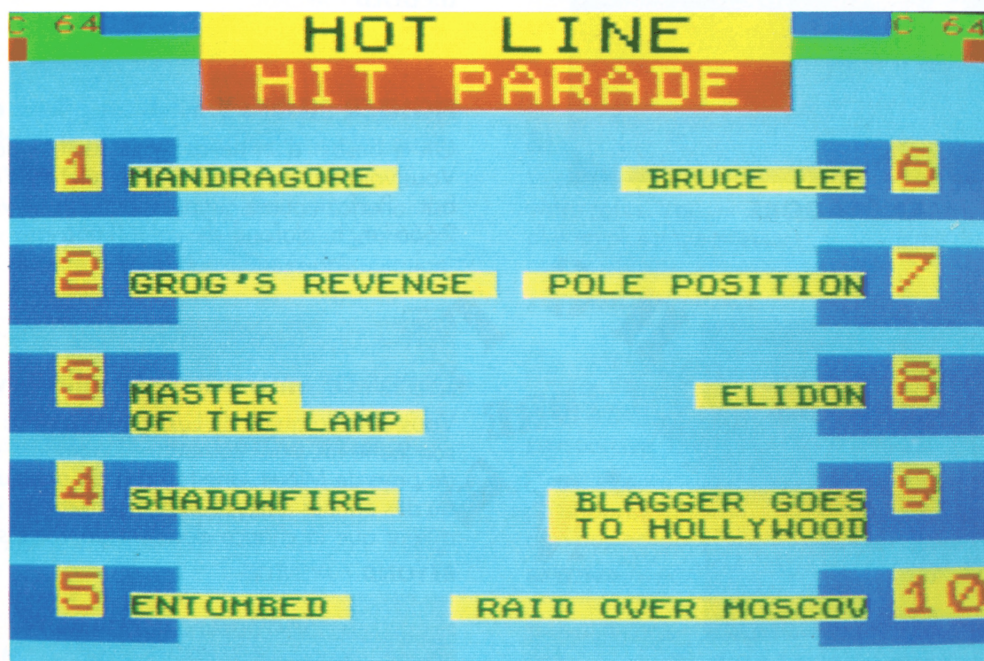 C 64
HOT LINE
C 64
HIT PARADE
1 MANDRAGORE
2 GROG'S REVENGE
3 MASTER
OF THE LAMP
4 SHADOWFIRE
5 ENTOMBED
BRUCE LEE 6
POLE POSITION 7
ELIDON 8
BLAGGER GOES 9
TO HOLLYWOOD
RAID OVER MOSCOV 10